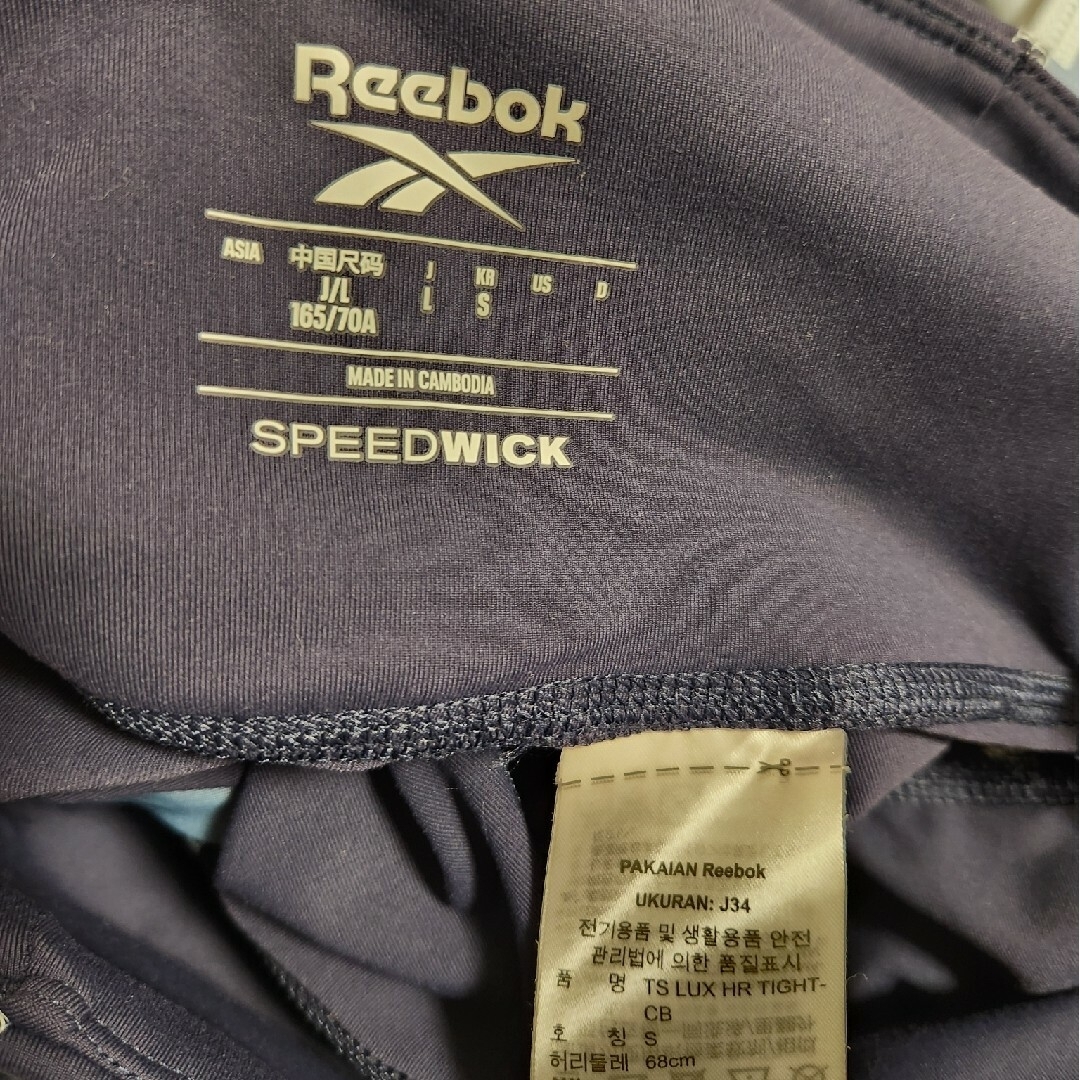 Reebok
ASIA 中国尺码 J KR US D
J/L L S
165/70A
MADE IN CAMBODIA
SPEEDWICK
PAKAIAN Reebok
UKURAN: J34
전기용품 및 생활용품 안전
관리법에 의한 품질표시
품 명 TS LUX HR TIGHT-
CB
호 칭 S
허리둘레 68cm